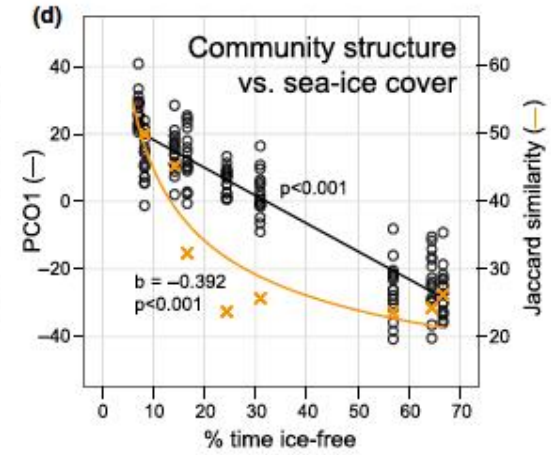 (d)
Community structure
vs. sea-ice cover
40
20
0
−20
−40
PCO1 (—)
60
50
40
30
20
Jaccard similarity (—)
p<0.001
b = −0.392
p<0.001
0 10 20 30 40 50 60 70
% time ice-free